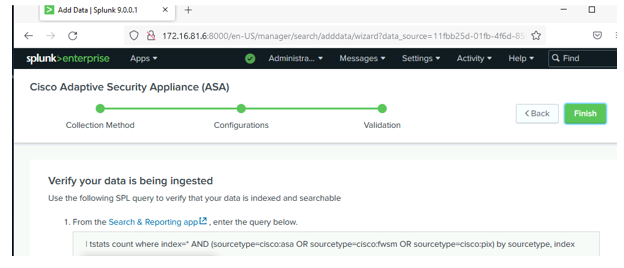 Add Data | Splunk 9.0.0.1
172.16.81.6:8000/en-US/manager/search/adddata/wizard?data_source=11fbb25d-01fb-4f6d-85
splunk>enterprise Apps Administra... Messages Settings Activity Help Find
Cisco Adaptive Security Appliance (ASA)
Collection Method Configurations Validation
< Back Finish
Verify your data is being ingested
Use the following SPL query to verify that your data is indexed and searchable
1. From the Search & Reporting app , enter the query below.
| tstats count where index=* AND (sourcetype=cisco:asa OR sourcetype=cisco:fwsm OR sourcetype=cisco:pix) by sourcetype, index